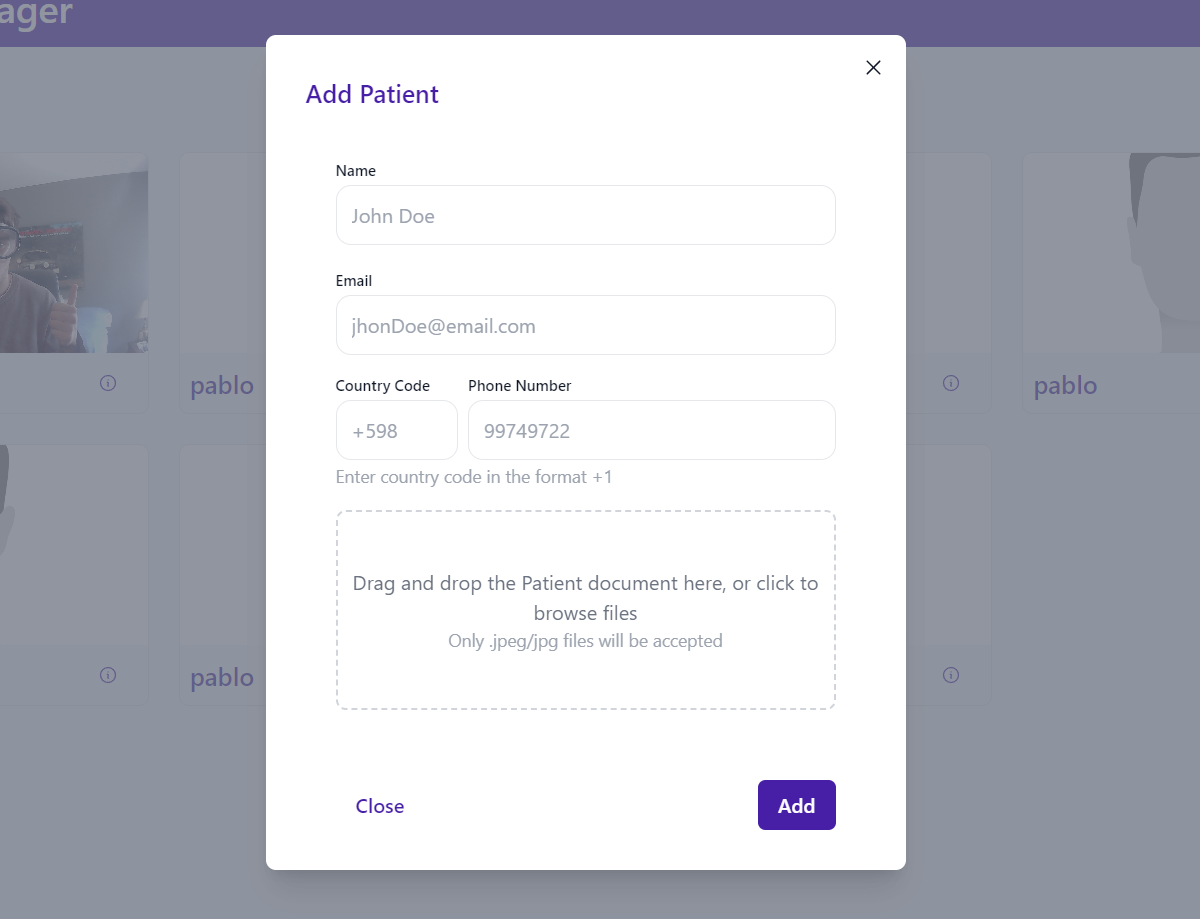 ager
Add Patient
Name
John Doe
Email
jhonDoe@email.com
Country Code
Phone Number
+598
99749722
Enter country code in the format +1
Drag and drop the Patient document here, or click to
browse files
Only .jpeg/jpg files will be accepted
Close
Add
pablo
pablo
pablo